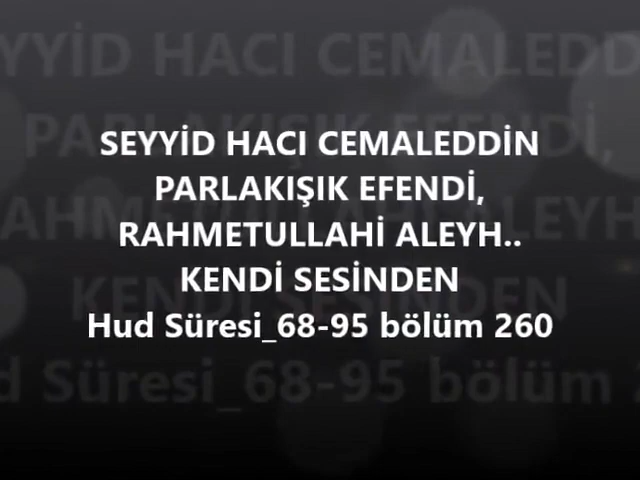 SEYYİD HACI CEMALEDDİN
PARLAKIŞIK EFENDİ,
RAHMETULLAHİ ALEYH..
KENDİ SESİNDEN
Hud Süresi_68-95 bölüm 260